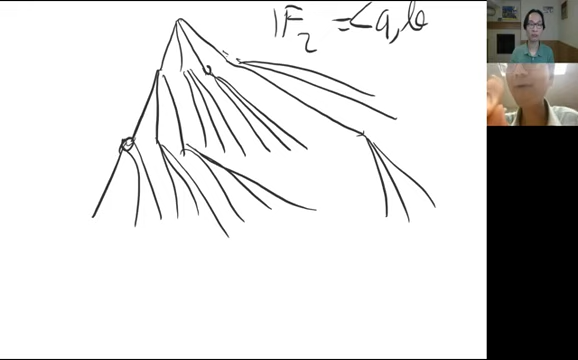 𝔽₂ = <a, b